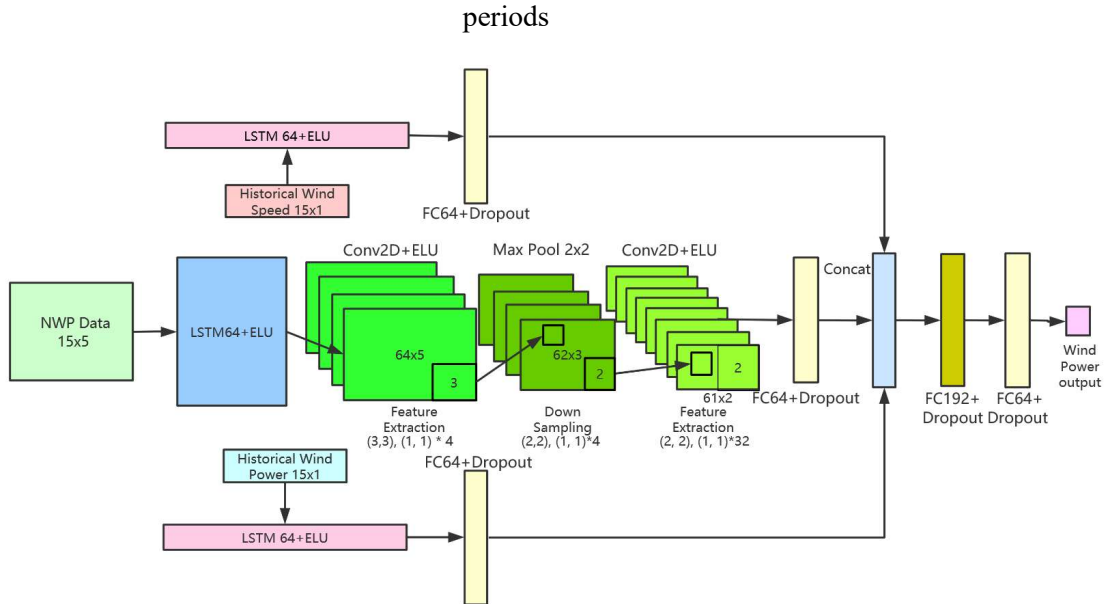 periods
LSTM 64+ELU
Historical Wind
Speed 15x1
FC64+Dropout
Conv2D+ELU
Max Pool 2x2
Conv2D+ELU
NWP Data
15x5
LSTM64+ELU
64x5
3
62x3
2
2
61x2
Feature
Extraction
(3,3), (1, 1) * 4
Down
Sampling
(2,2), (1, 1)*4
Feature
Extraction
(2, 2), (1, 1)*32
FC64+Dropout
Concat
FC192+
Dropout
FC64+
Dropout
Wind
Power
output
Historical Wind
Power 15x1
FC64+Dropout
LSTM 64+ELU